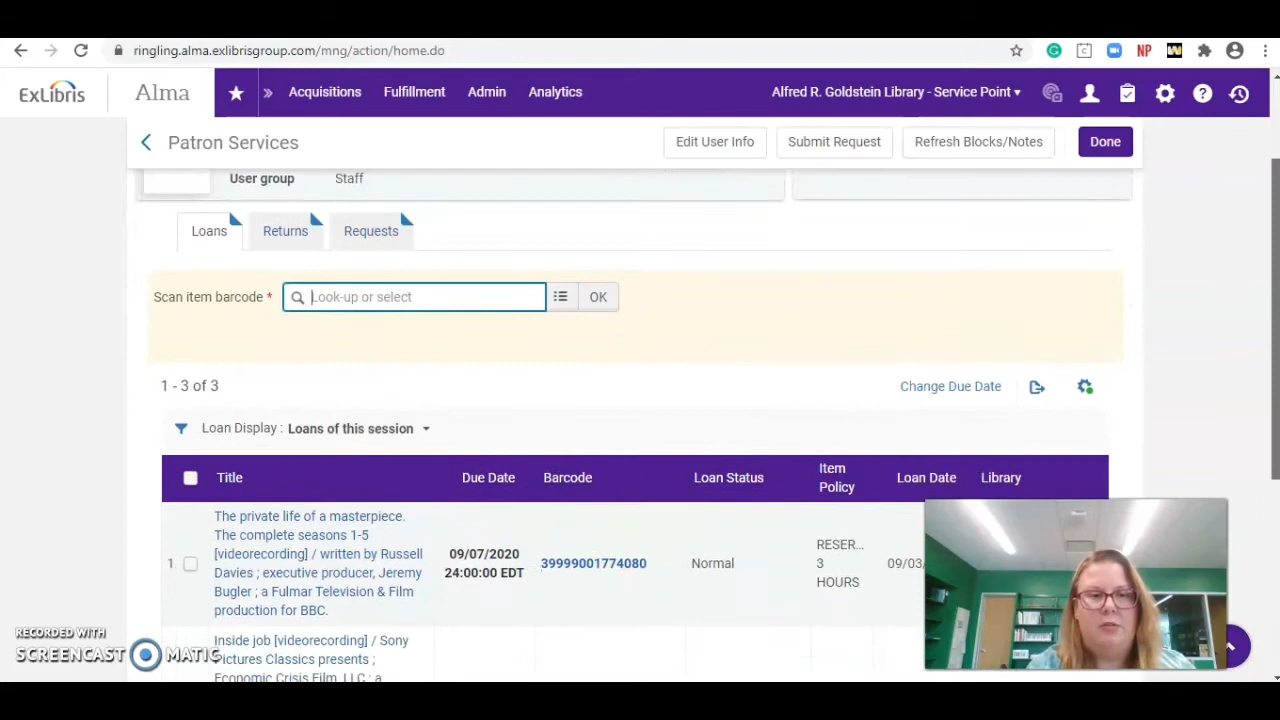 ringling.alma.exlibrisgroup.com/mng/action/home.do
NP
ExLibris Alma Acquisitions Fulfillment Admin Analytics Alfred R. Goldstein Library - Service Point
Patron Services Edit User Info Submit Request Refresh Blocks/Notes Done
User group Staff
Loans Returns Requests
Scan item barcode * Look-up or select OK
1 - 3 of 3 Change Due Date
Loan Display : Loans of this session
Title Due Date Barcode Loan Status Item Policy Loan Date Library
The private life of a masterpiece.
The complete seasons 1-5
[videorecording] / written by Russell
Davies ; executive producer, Jeremy
Bugler ; a Fulmar Television & Film
production for BBC.
1 09/07/2020
24:00:00 EDT
39999001774080 Normal
RESER...
3
HOURS
09/03/
Inside job [videorecording] / Sony
Pictures Classics presents ;
Economic Crisis Film, LLC ; a
RECORDED WITH
SCREENCAST MATIC